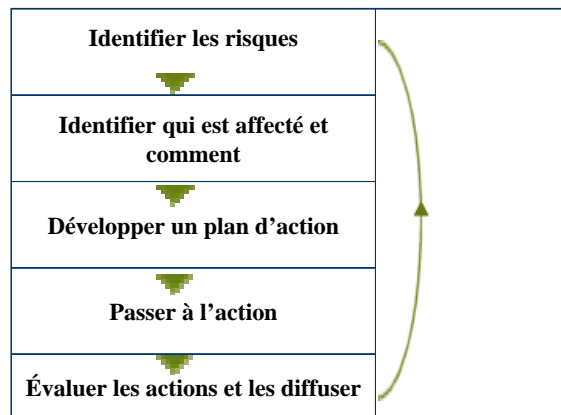 Identifier les risques
Identifier qui est affecté et
comment
Développer un plan d’action
Passer à l’action
Évaluer les actions et les diffuser